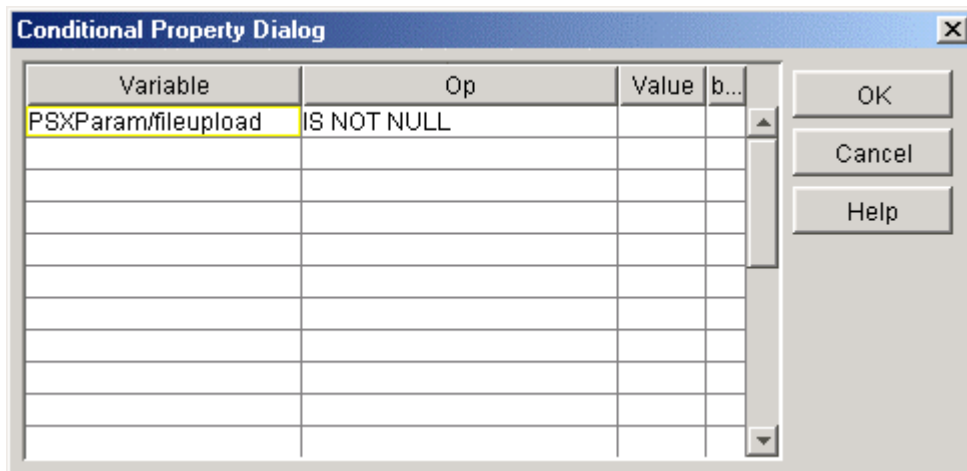 Conditional Property Dialog
Variable Op Value b...
PSXParam/fileupload IS NOT NULL
OK
Cancel
Help